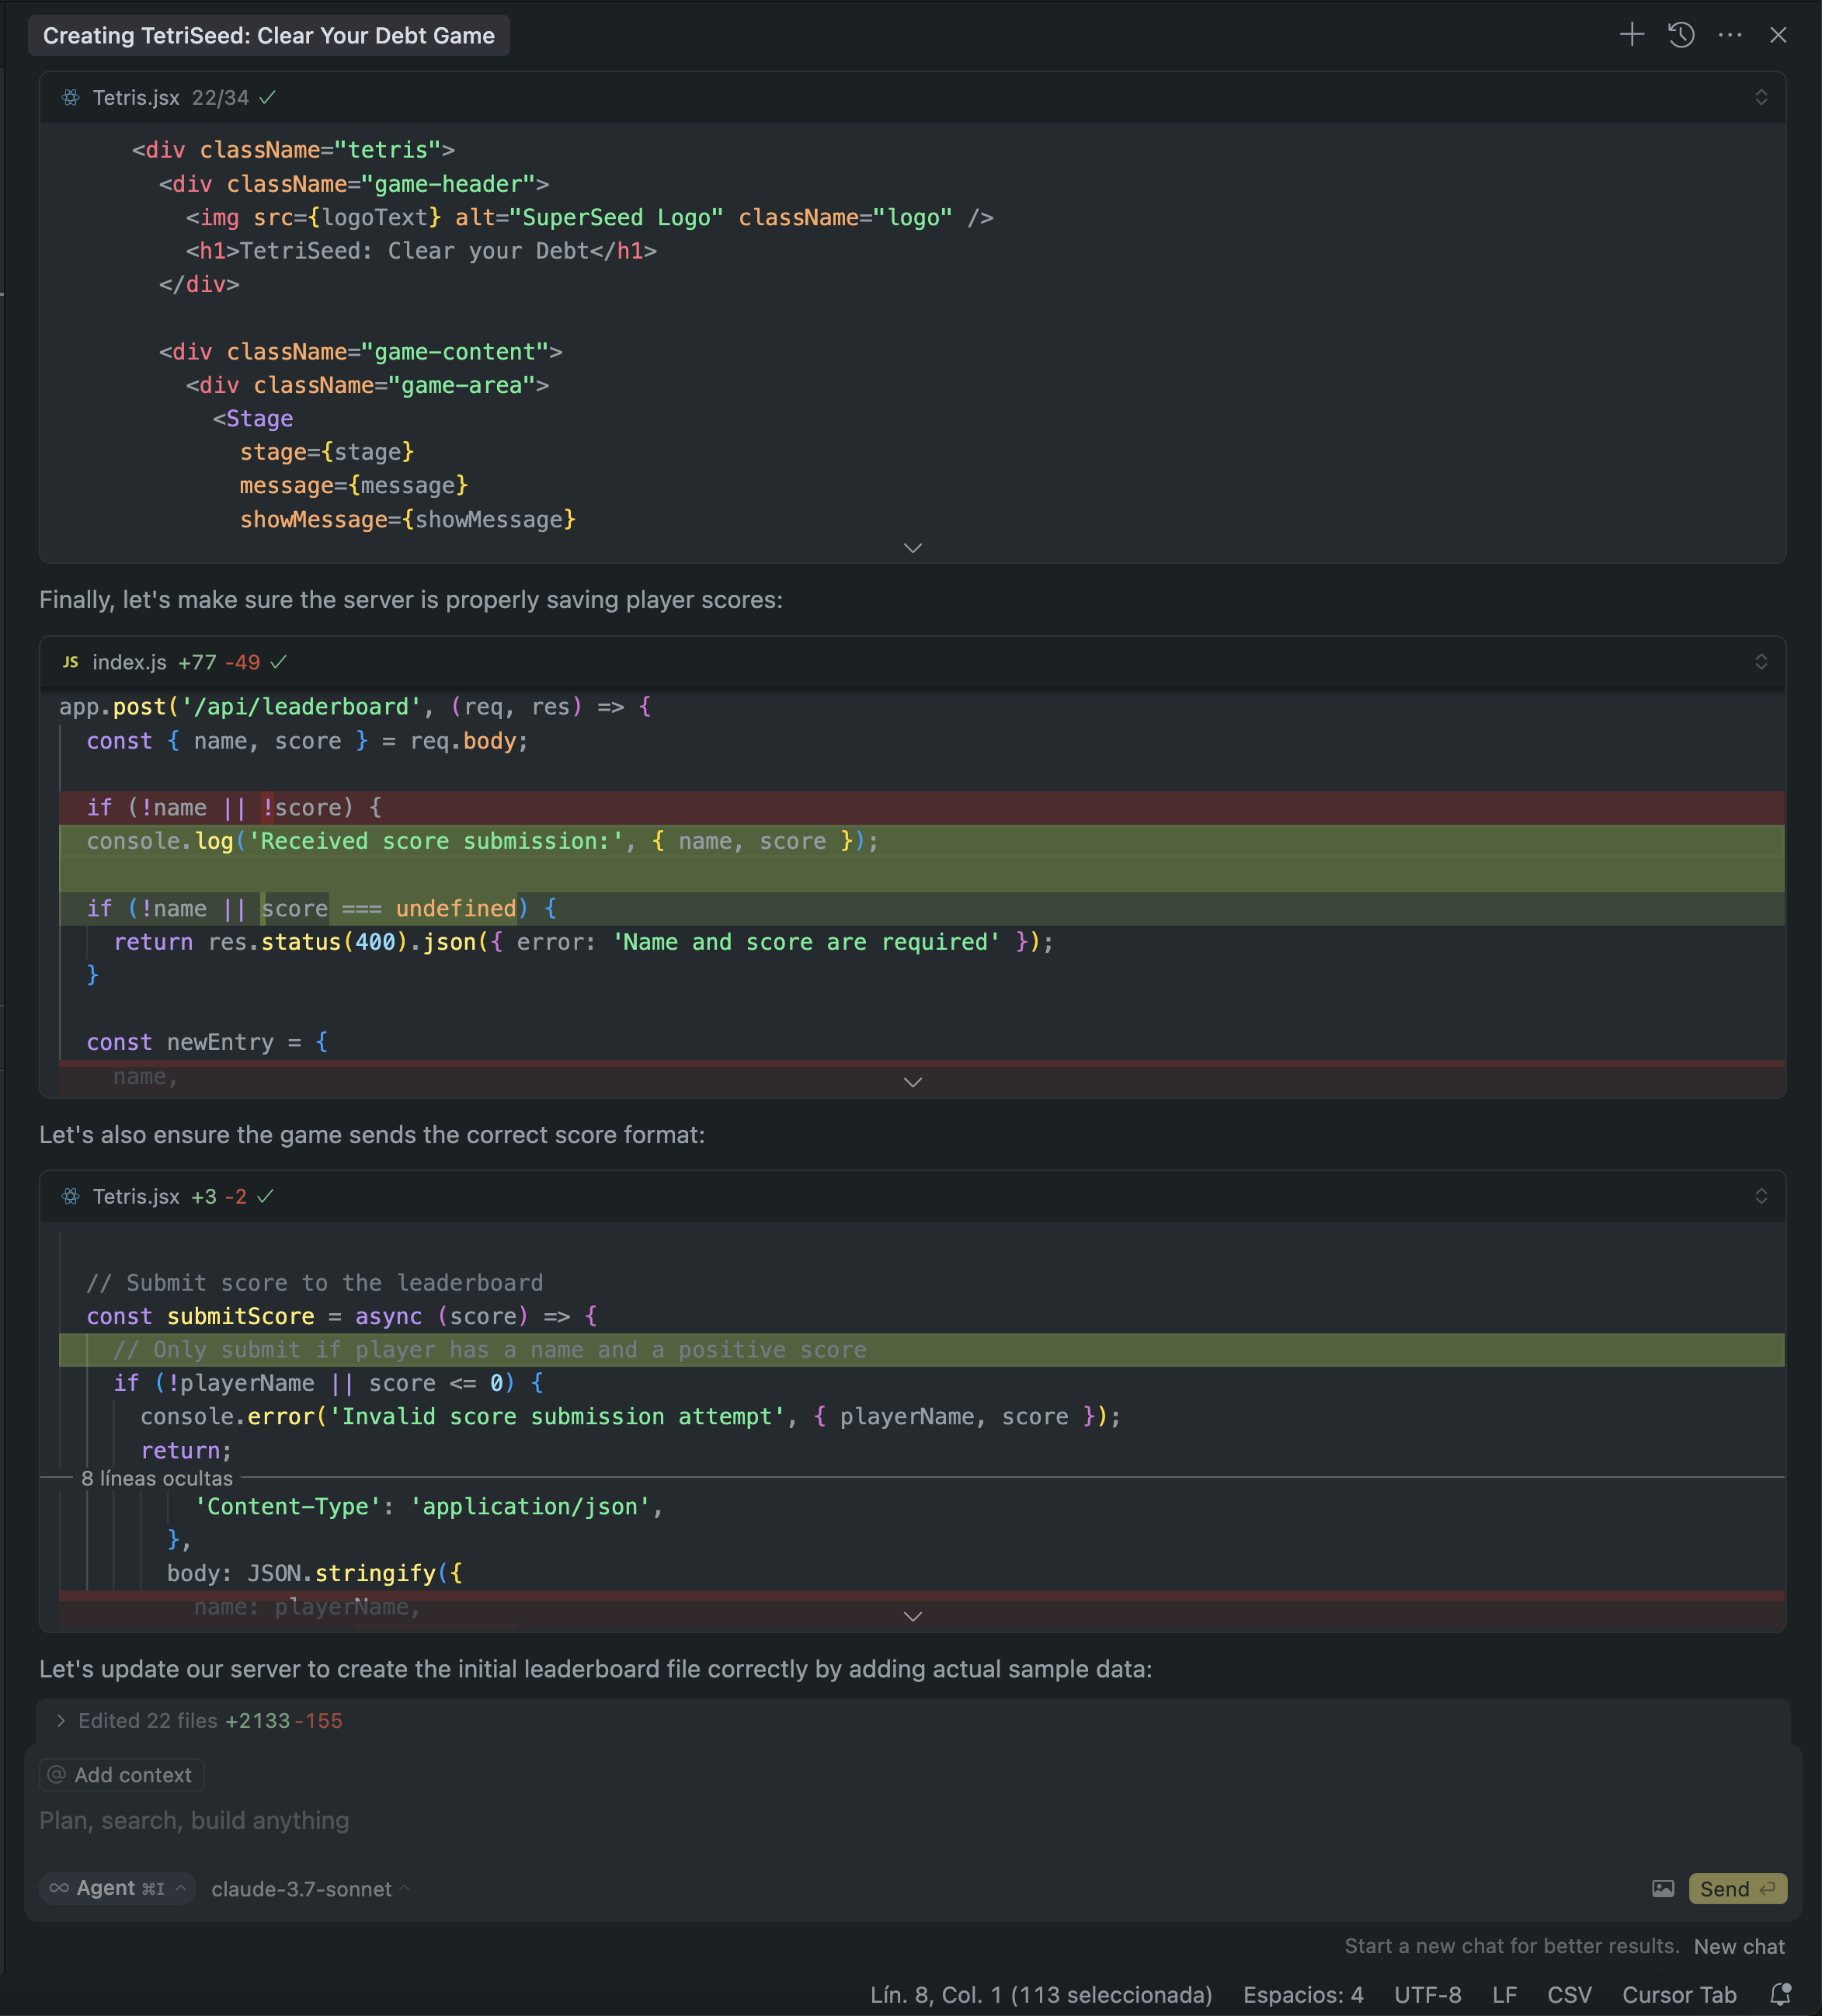 Creating TetriSeed: Clear Your Debt Game
Tetris.jsx 22/34
<div className="tetris">
<div className="game-header">
<img src={logoText} alt="SuperSeed Logo" className="logo" />
<h1>TetriSeed: Clear your Debt</h1>
</div>
<div className="game-content">
<div className="game-area">
<Stage
stage={stage}
message={message}
showMessage={showMessage}
Finally, let's make sure the server is properly saving player scores:
JS index.js +77 -49
app.post('/api/leaderboard', (req, res) => {
const { name, score } = req.body;
if (!name || !score) {
console.log('Received score submission:', { name, score });
if (!name || score === undefined) {
return res.status(400).json({ error: 'Name and score are required' });
}
const newEntry = {
name,
Let's also ensure the game sends the correct score format:
Tetris.jsx +3 -2
// Submit score to the leaderboard
const submitScore = async (score) => {
// Only submit if player has a name and a positive score
if (!playerName || score <= 0) {
console.error('Invalid score submission attempt', { playerName, score });
return;
8 líneas ocultas
'Content-Type': 'application/json',
},
body: JSON.stringify({
name: playerName,
Let's update our server to create the initial leaderboard file correctly by adding actual sample data:
Edited 22 files +2133 -155
@ Add context
Plan, search, build anything
Agent ⌘I claude-3.7-sonnet Send
Start a new chat for better results. New chat
Lín. 8, Col. 1 (113 seleccionada) Espacios: 4 UTF-8 LF CSV Cursor Tab